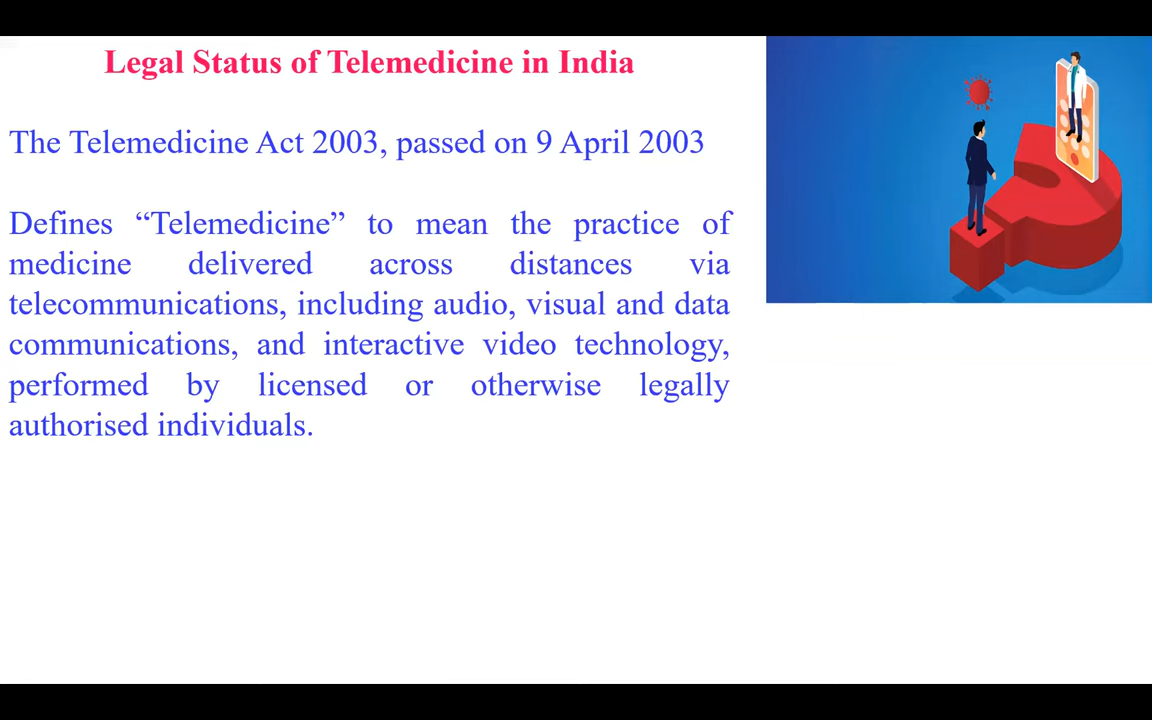 Legal Status of Telemedicine in India
The Telemedicine Act 2003, passed on 9 April 2003
Defines “Telemedicine” to mean the practice of
medicine delivered across distances via
telecommunications, including audio, visual and data
communications, and interactive video technology,
performed by licensed or otherwise legally
authorised individuals.